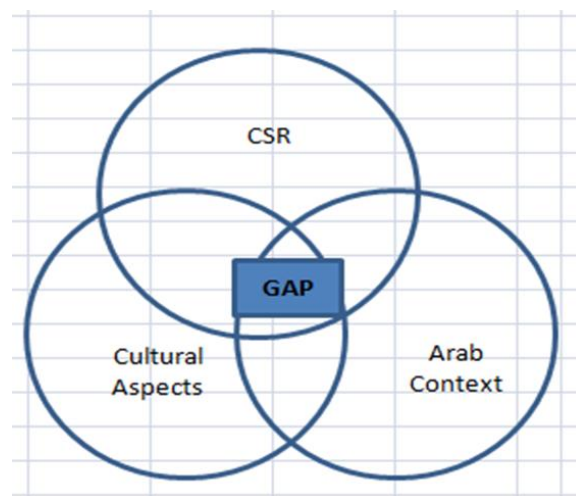 CSR
GAP
Cultural
Aspects
Arab
Context